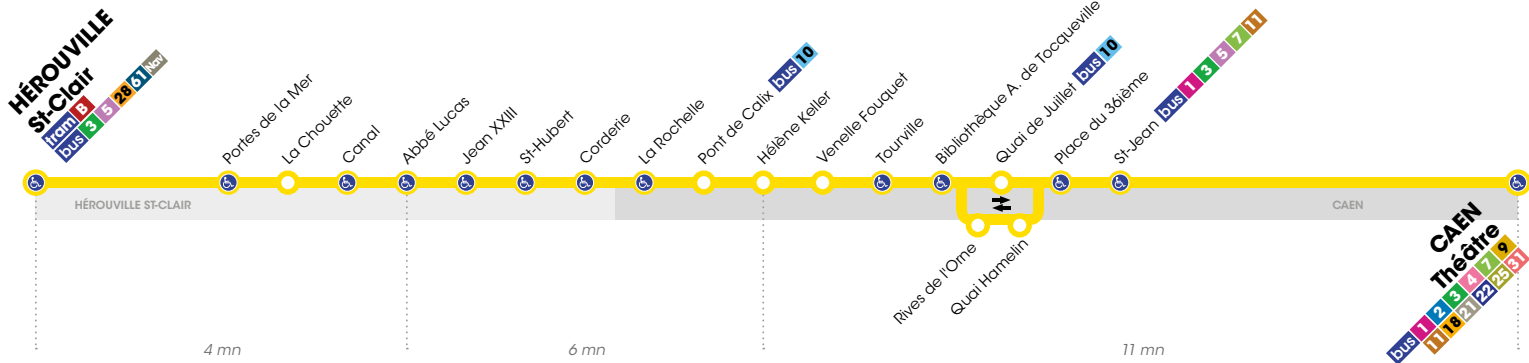 HÉROUVILLE
St-Clair
tram B
bus 3 5 28 61 Nav
Portes de la Mer
La Chouette
Canal
Abbé Lucas
Jean XXIII
St-Hubert
Corderie
La Rochelle
Pont de Calix bus 10
Hélène Keller
Venelle Fouquet
Tourville
Bibliothèque A. de Tocqueville
Quai de Juillet bus 10
Place du 36ième
St-Jean bus 1 3 5 7 11
HÉROUVILLE ST-CLAIR
CAEN
Rives de l'Orne
Quai Hamelin
CAEN
Théâtre
bus 1 2 3 4 7 9
11 18 21 22 25 31
4 mn
6 mn
11 mn